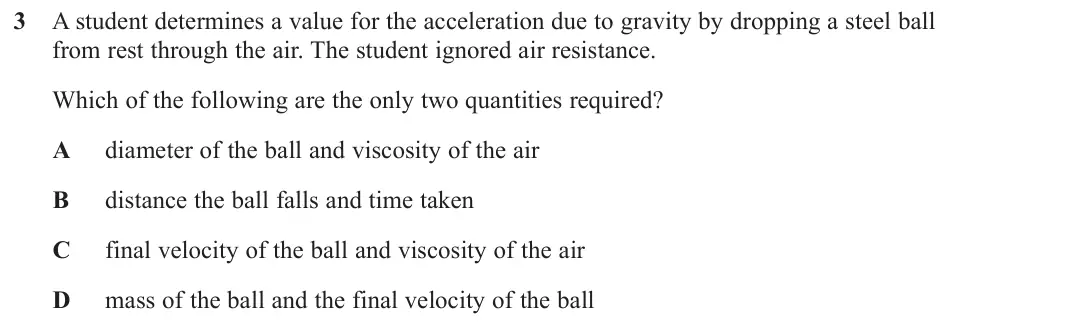 3 A student determines a value for the acceleration due to gravity by dropping a steel ball
from rest through the air. The student ignored air resistance.
Which of the following are the only two quantities required?
A diameter of the ball and viscosity of the air
B distance the ball falls and time taken
C final velocity of the ball and viscosity of the air
D mass of the ball and the final velocity of the ball